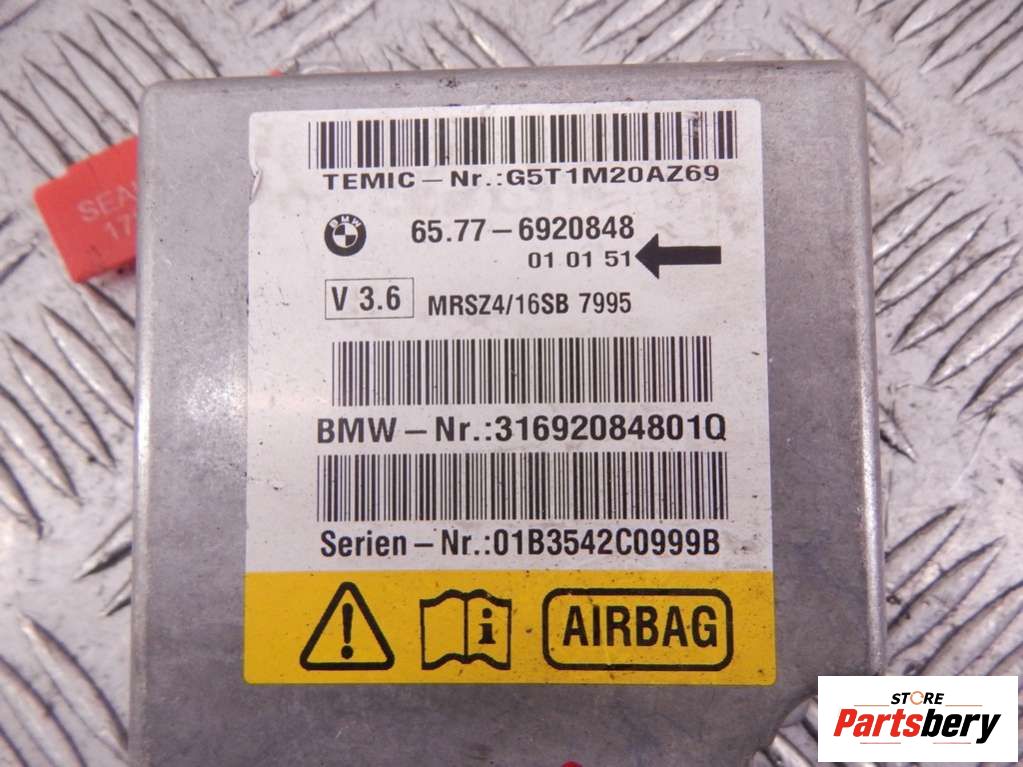 TEMIC-Nr.:G5T1M20AZ69
BMW
65.77-6920848
01 01 51
V 3.6
MRSZ4/16SB 7995
BMW-Nr.:31692084801Q
Serien-Nr.:01B3542C0999B
AIRBAG
STORE
Partsbery